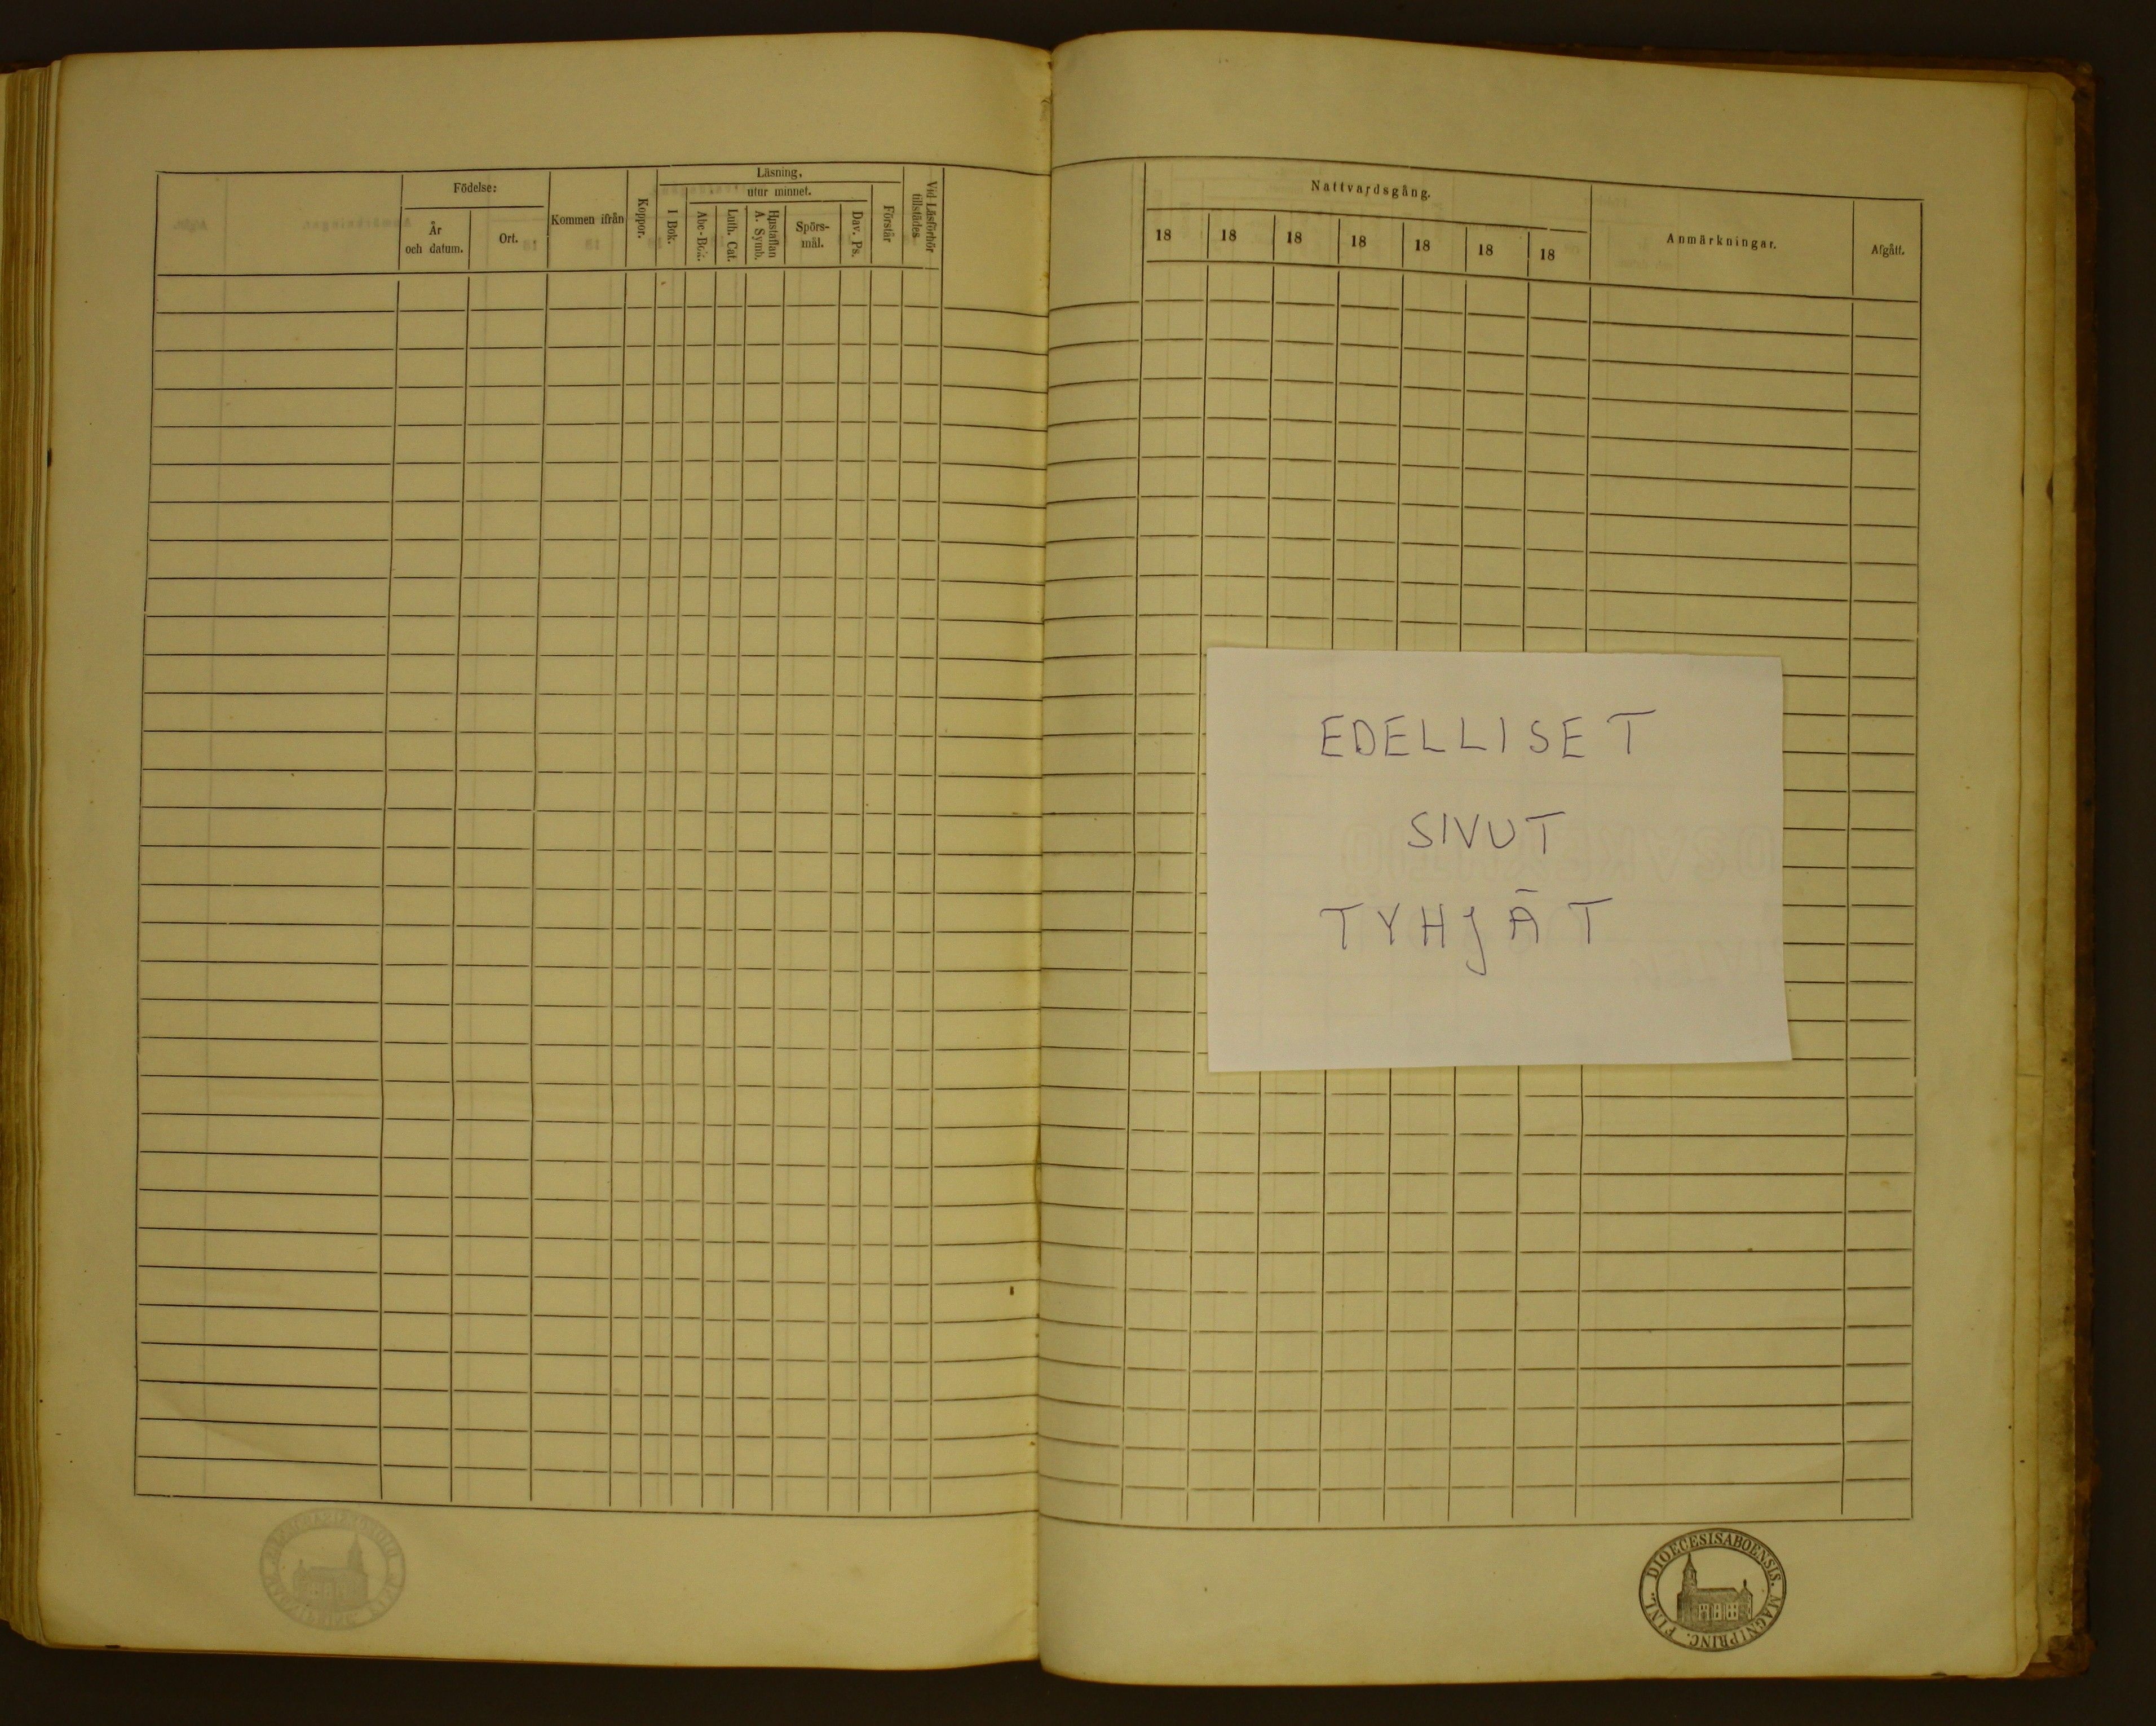 Födelse:
År
och datum.
Ort.
Kommen ifrån
Koppor.
Läsning,
I Bok.
utur minnet.
Abc-Bok.
Luth. Cat.
Hustaflan
A. Symb.
Spörs-
mål.
Dav. Ps.
Förstår
Vid Läsförhör
tillstädes
Nattvardsgång.
18 18 18 18 18 18 18
Anmärkningar.
Afgått.
EDELLISET
SIVUT
TYHJÄT
DIOECESIS ABOENSIS. MAGNI PRINC. FINL.